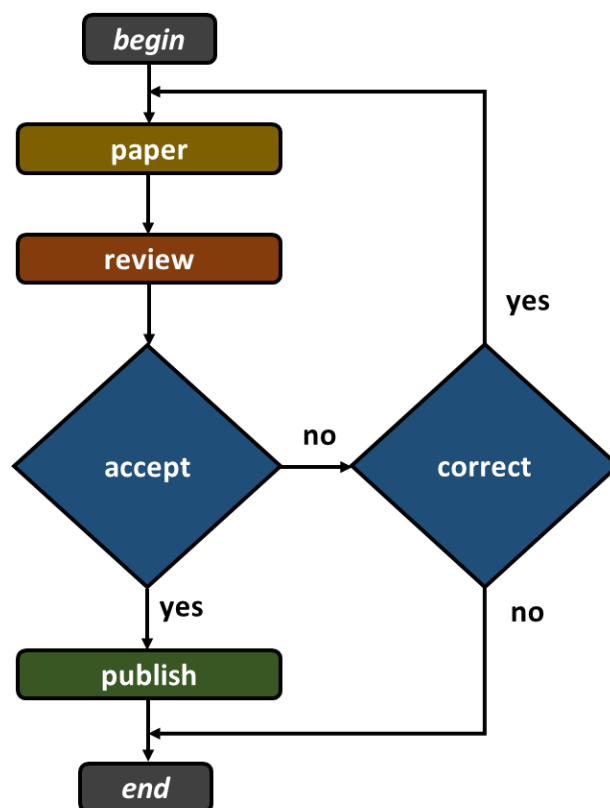 begin
paper
review
yes
no
accept
correct
yes
no
publish
end